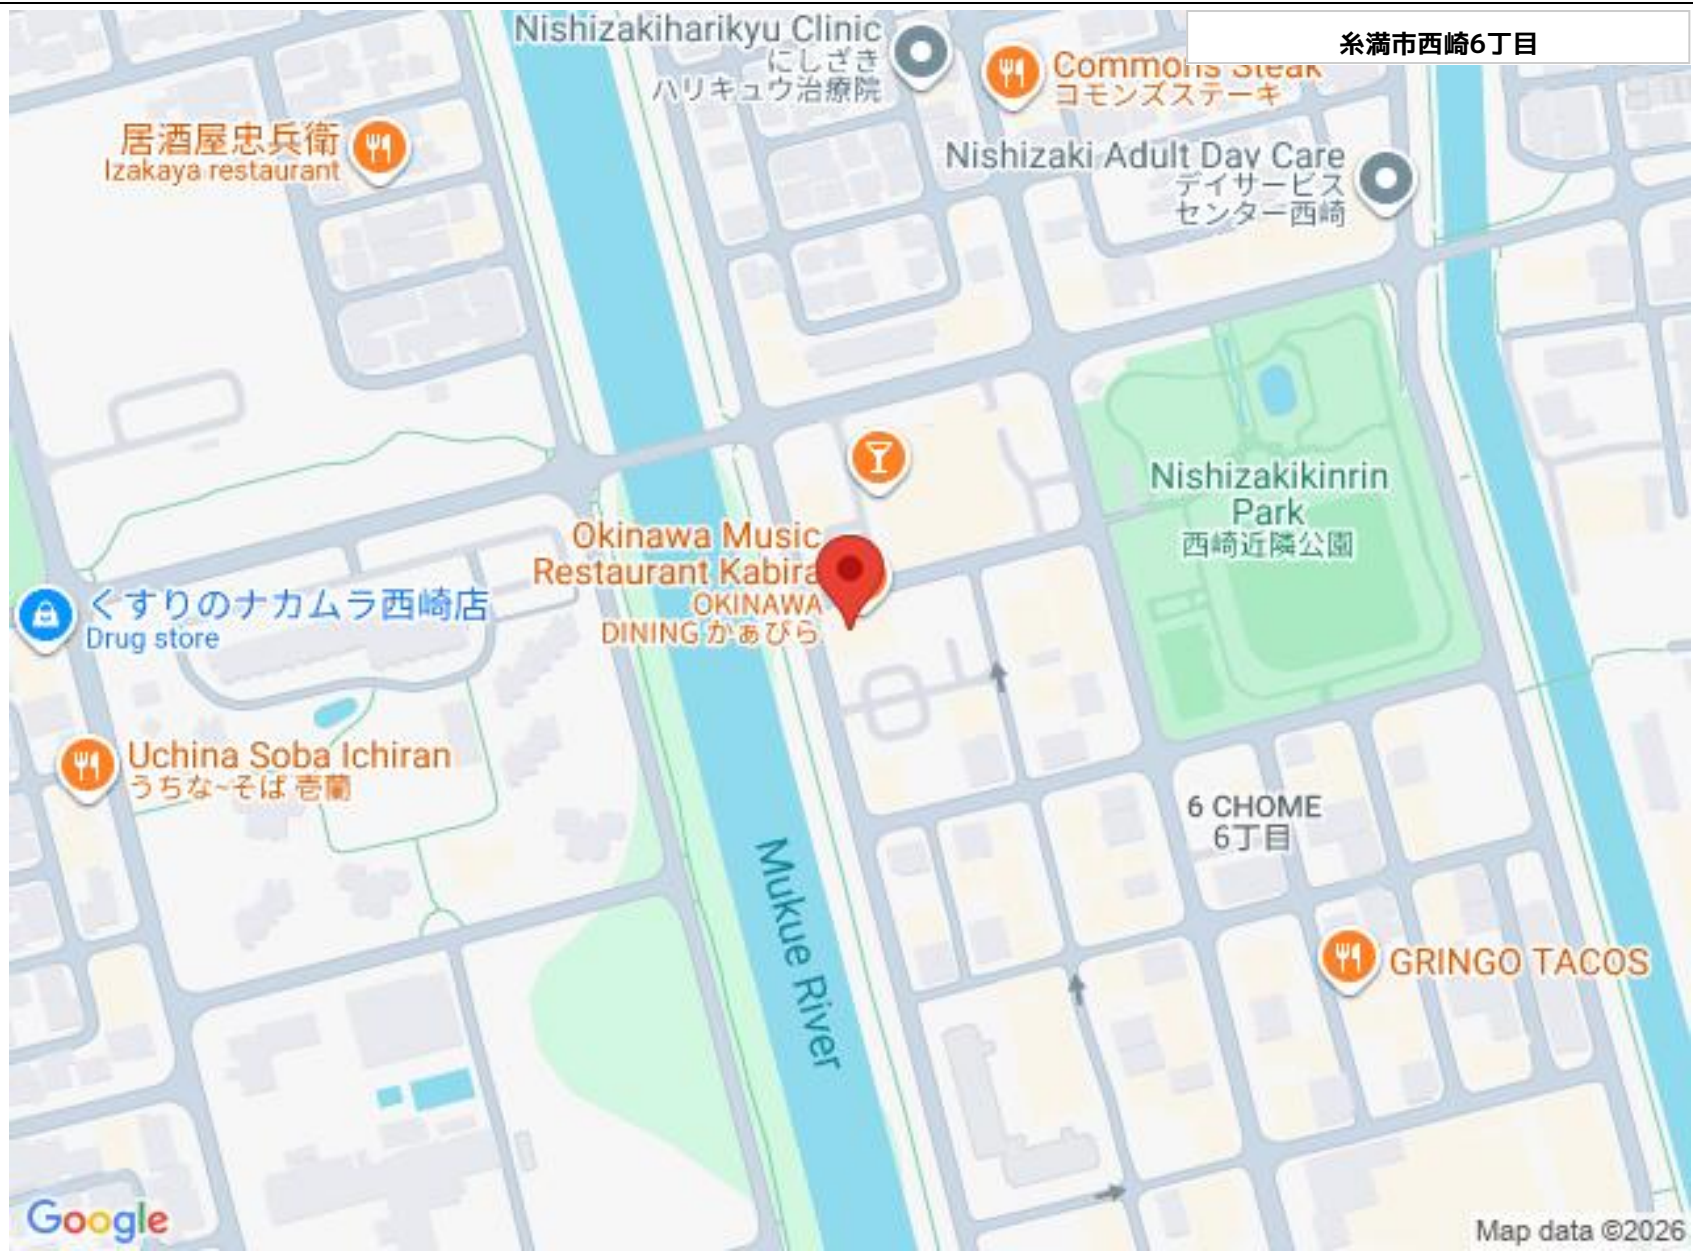 Nishizakiharikyu Clinic
にしざき
ハリキュウ治療院
糸満市西崎6丁目
Commons Steak
コモンズステーキ
居酒屋忠兵衛
Izakaya restaurant
Nishizaki Adult Day Care
デイサービス
センター西崎
Nishizakikinrin
Park
西崎近隣公園
Okinawa Music
Restaurant Kabira
OKINAWA
DINING かぁびら
くすりのナカムラ西崎店
Drug store
Uchina Soba Ichiran
うちな~そば 壱蘭
6 CHOME
6丁目
Mukue River
GRINGO TACOS
Google
Map data ©2026